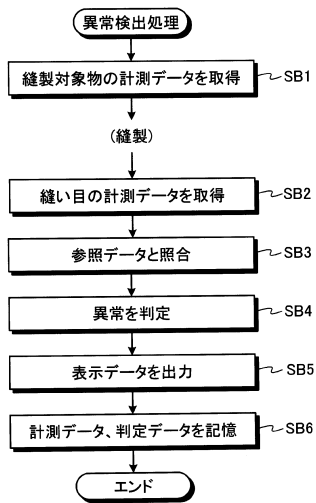 異常検出処理
縫製対象物の計測データを取得
SB1
(縫製)
縫い目の計測データを取得
SB2
参照データと照合
SB3
異常を判定
SB4
表示データを出力
SB5
計測データ、判定データを記憶
SB6
エンド